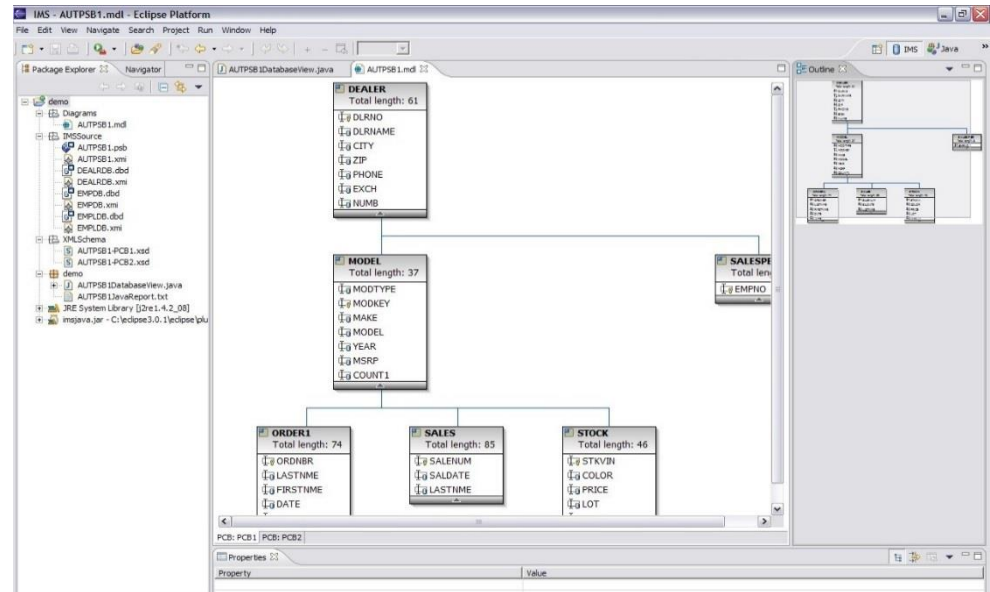 IMS - AUTPSB1.mdl - Eclipse Platform
File Edit View Navigate Search Project Run Window Help
IMS Java
Package Explorer Navigator
demo
Diagrams
AUTPSB1.mdl
IMSSource
AUTPSB1.psb
AUTPSB1.xmi
DEALRDB.dbd
DEALRDB.xmi
EMPDB.dbd
EMPDB.xmi
EMPLDB.dbd
EMPLDB.xmi
XMLSchema
AUTPSB1-PCB1.xsd
AUTPSB1-PCB2.xsd
demo
AUTPSB1DatabaseView.java
AUTPSB1JavaReport.txt
JRE System Library [j2re1.4.2_08]
imsjava.jar - C:\eclipse3.0.1\eclipse\plu
AUTPSB1DatabaseView.java AUTPSB1.mdl
DEALER
Total length: 61
DLRNO
DLRNAME
CITY
ZIP
PHONE
EXCH
NUMB
MODEL
Total length: 37
MODTYPE
MODKEY
MAKE
MODEL
YEAR
MSRP
COUNT1
SALESPE
Total len
EMPNO
ORDER1
Total length: 74
ORDNBR
LASTNME
FIRSTNME
DATE
SALES
Total length: 85
SALENUM
SALDATE
LASTNME
STOCK
Total length: 46
STKVIN
COLOR
PRICE
LOT
PCB: PCB1 PCB: PCB2
Outline
Properties
Property Value